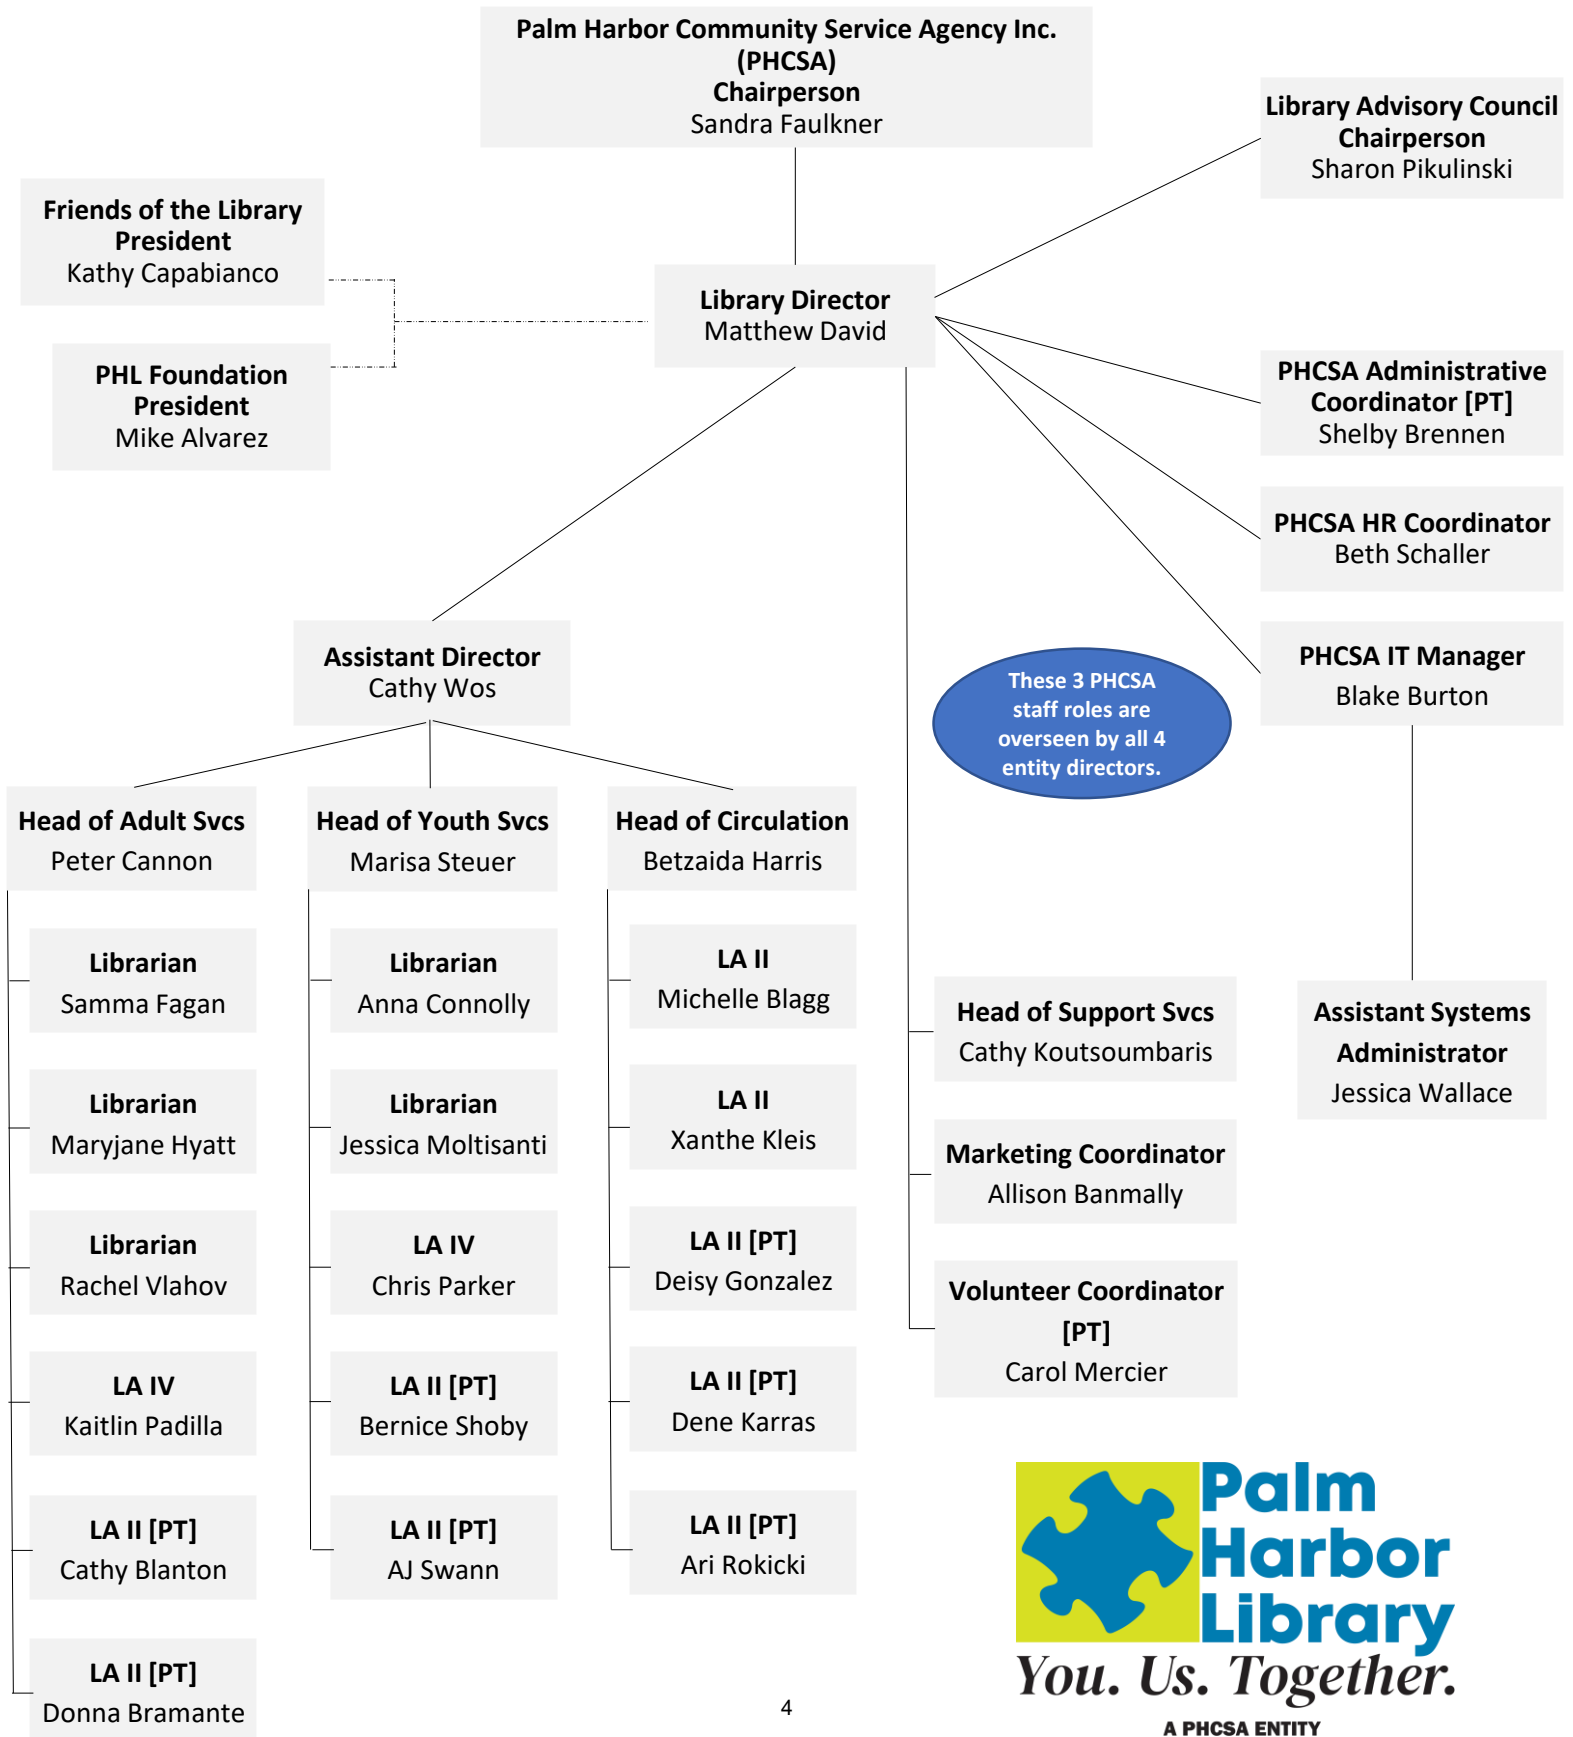 Palm Harbor Community Service Agency Inc.
(PHCSA)
Chairperson
Sandra Faulkner
Library Advisory Council
Chairperson
Sharon Pikulinski
Friends of the Library
President
Kathy Capabianco
Library Director
Matthew David
PHL Foundation
President
Mike Alvarez
PHCSA Administrative
Coordinator [PT]
Shelby Brennen
PHCSA HR Coordinator
Beth Schaller
PHCSA IT Manager
Blake Burton
Assistant Director
Cathy Wos
These 3 PHCSA
staff roles are
overseen by all 4
entity directors.
Head of Adult Svcs
Peter Cannon
Librarian
Samma Fagan
Librarian
Maryjane Hyatt
Librarian
Rachel Vlahov
LA IV
Kaitlin Padilla
LA II [PT]
Cathy Blanton
LA II [PT]
Donna Bramante
Head of Youth Svcs
Marisa Steuer
Librarian
Anna Connolly
Librarian
Jessica Moltisanti
LA IV
Chris Parker
LA II [PT]
Bernice Shoby
LA II [PT]
AJ Swann
Head of Circulation
Betzaida Harris
LA II
Michelle Blagg
LA II
Xanthe Kleis
LA II [PT]
Deisy Gonzalez
LA II [PT]
Dene Karras
LA II [PT]
Ari Rokicki
Head of Support Svcs
Cathy Koutsoumbaris
Marketing Coordinator
Allison Banmally
Volunteer Coordinator
[PT]
Carol Mercier
Assistant Systems
Administrator
Jessica Wallace
Palm
Harbor
Library
You. Us. Together.
A PHCSA ENTITY
4